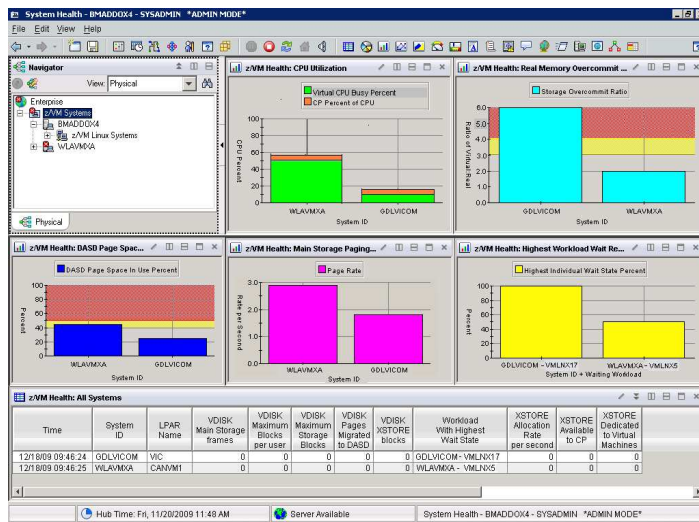 System Health - BMADDOX4 - SYSADMIN *ADMIN MODE*
File Edit View Help
Navigator
View: Physical
Enterprise
z/VM Systems
BMADDOX4
z/VM Linux Systems
WLAVMXA
Physical
z/VM Health: CPU Utilization
Virtual CPU Busy Percent
CP Percent of CPU
CPU Percent
100
80
60
40
20
0
WLAVMXA
GDLVICOM
System ID
z/VM Health: Real Memory Overcommit ...
Storage Overcommit Ratio
Ratio of Virtual:Real
6.0
5.0
4.0
3.0
2.0
1.0
0.0
GDLVICOM
WLAVMXA
System ID
z/VM Health: DASD Page Spac...
DASD Page Space In Use Percent
Percent
100
80
60
40
20
0
WLAVMXA
GDLVICOM
System ID
z/VM Health: Main Storage Paging...
Page Rate
Rate per Second
3.0
2.0
1.0
0.0
WLAVMXA
GDLVICOM
System ID
z/VM Health: Highest Workload Wait Re...
Highest Individual Wait State Percent
Percent
100
80
60
40
20
0
GDLVICOM - VMLNX17
WLAVMXA - VMLNX5
System ID + Waiting Workload
z/VM Health: All Systems
Time System ID LPAR Name VDISK Main Storage frames VDISK Maximum Blocks per user VDISK Maximum Storage Blocks VDISK Pages Migrated to DASD VDISK XSTORE blocks Workload With Highest Wait State XSTORE Allocation Rate per second XSTORE Available to CP XSTORE Dedicated to Virtual Machines
12/18/09 09:46:24 GDLVICOM VIC 0 0 0 0 0 GDLVICOM - VMLNX17 0 0 0
12/18/09 09:46:25 WLAVMXA CANVM1 0 0 0 0 0 WLAVMXA - VMLNX5 0 0 0
Hub Time: Fri, 11/20/2009 11:48 AM
Server Available
System Health - BMADDOX4 - SYSADMIN *ADMIN MODE*